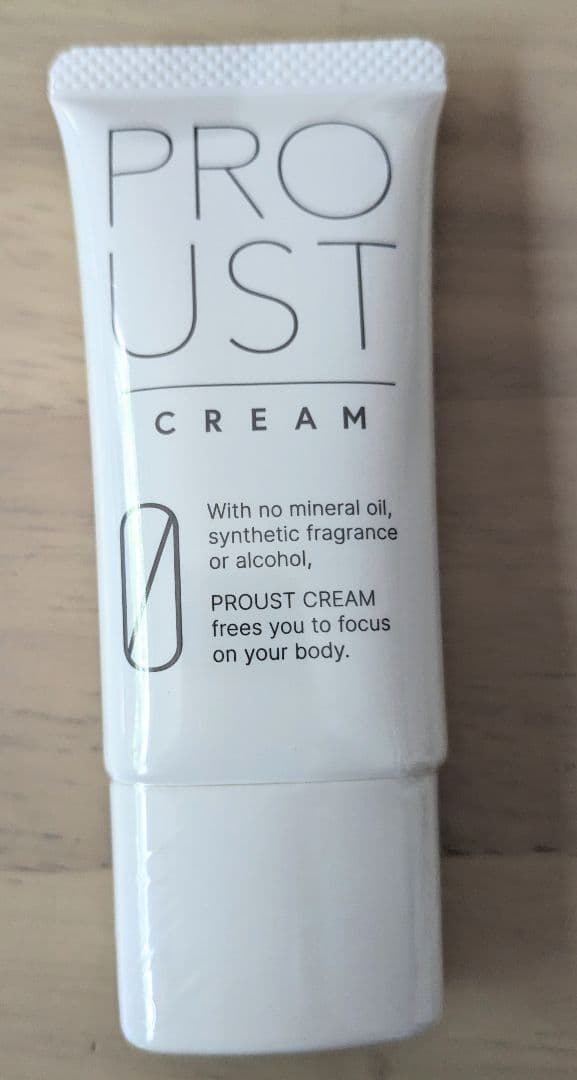 PRO
UST
CREAM
0
With no mineral oil,
synthetic fragrance
or alcohol,
PROUST CREAM
frees you to focus
on your body.